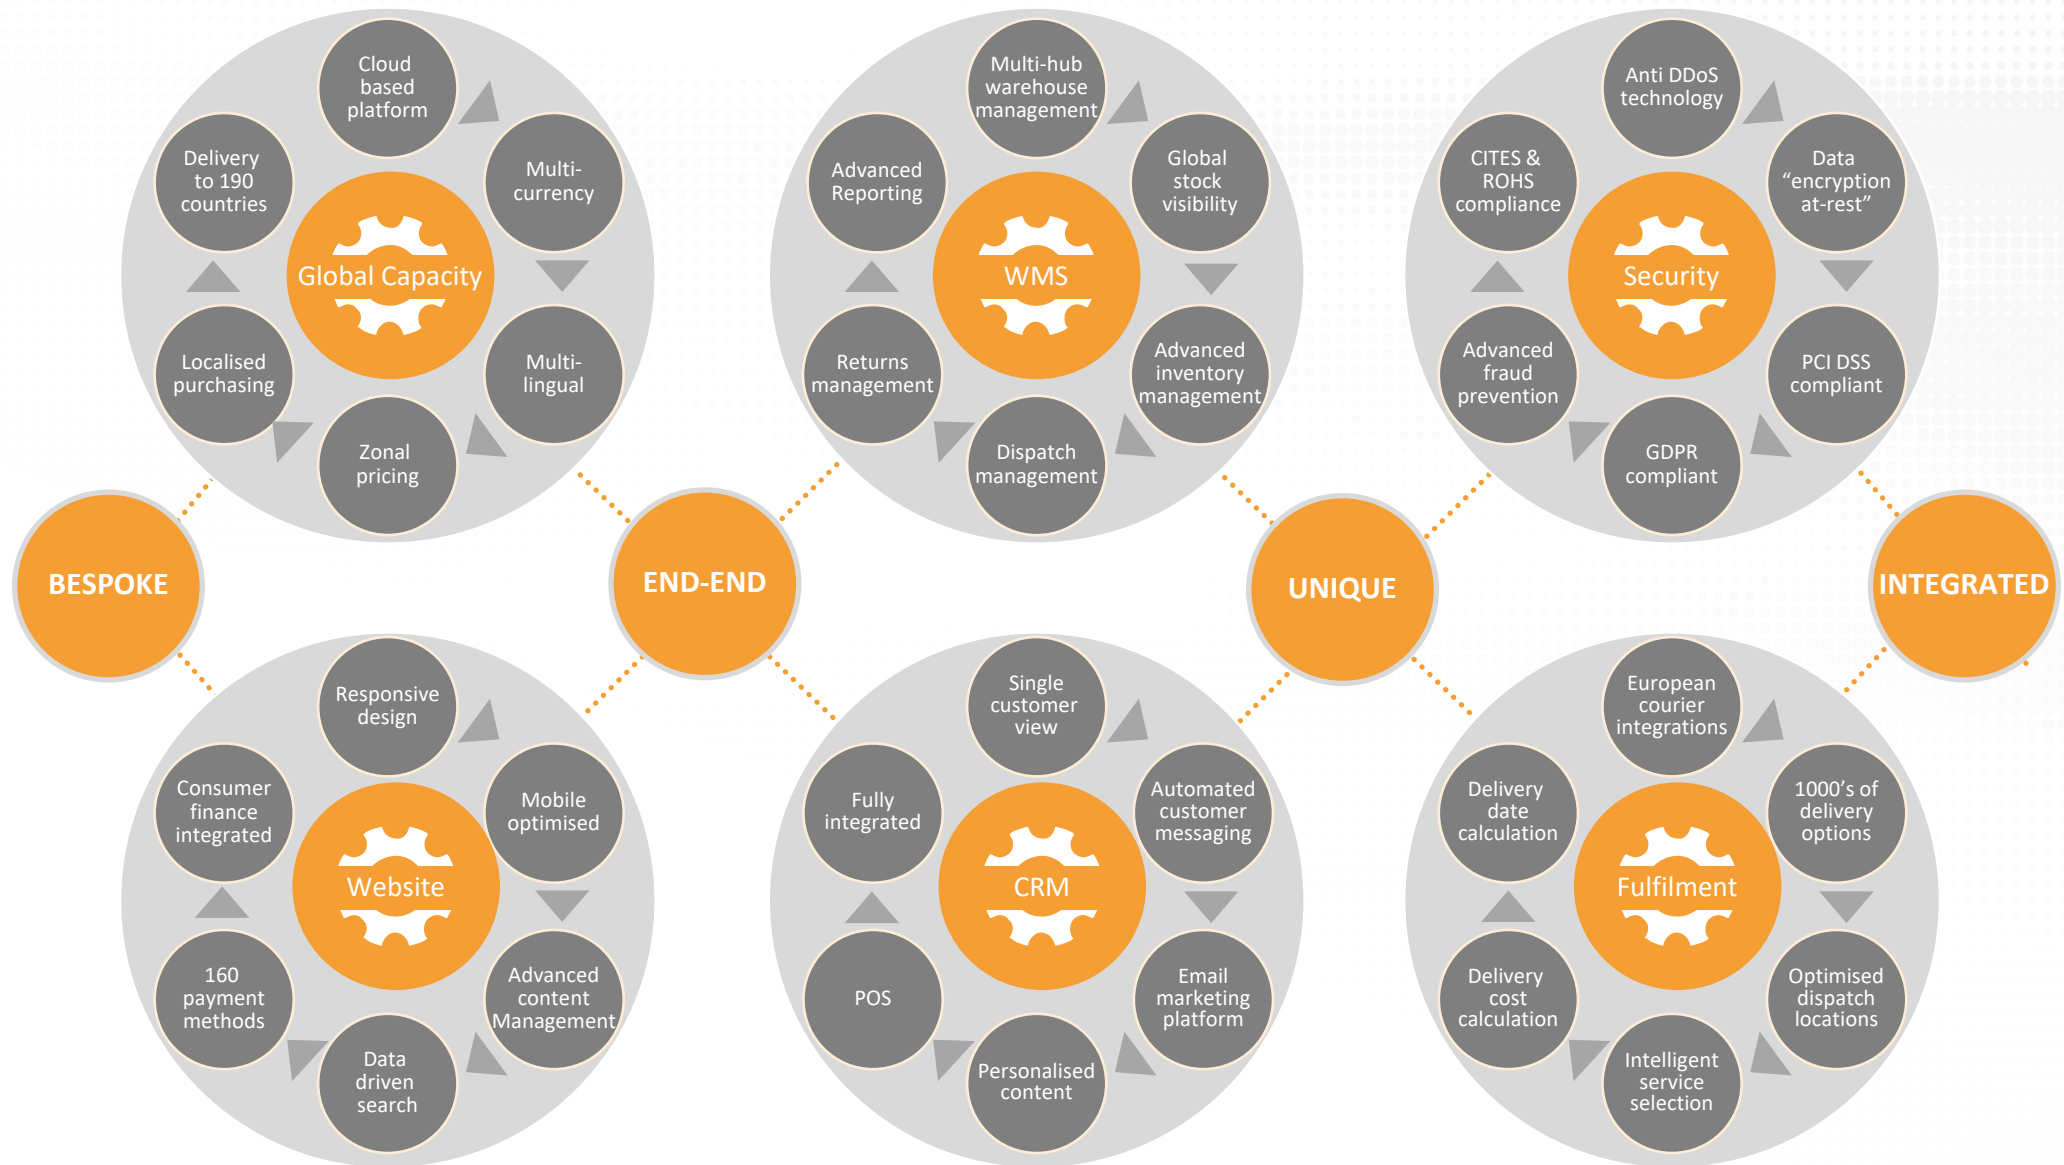 Cloud
based
platform
Multi-
currency
Multi-
lingual
Zonal
pricing
Localised
purchasing
Delivery
to 190
countries
Global Capacity
Multi-hub
warehouse
management
Global
stock
visibility
Advanced
inventory
management
Dispatch
management
Returns
management
Advanced
Reporting
WMS
Anti DDoS
technology
Data
“encryption
at-rest”
PCI DSS
compliant
GDPR
compliant
Advanced
fraud
prevention
CITES &
ROHS
compliance
Security
BESPOKE
END-END
UNIQUE
INTEGRATED
Responsive
design
Mobile
optimised
Advanced
content
Management
Data
driven
search
160
payment
methods
Consumer
finance
integrated
Website
Single
customer
view
Automated
customer
messaging
Email
marketing
platform
Personalised
content
POS
Fully
integrated
CRM
European
courier
integrations
1000’s of
delivery
options
Optimised
dispatch
locations
Intelligent
service
selection
Delivery
cost
calculation
Delivery
date
calculation
Fulfilment